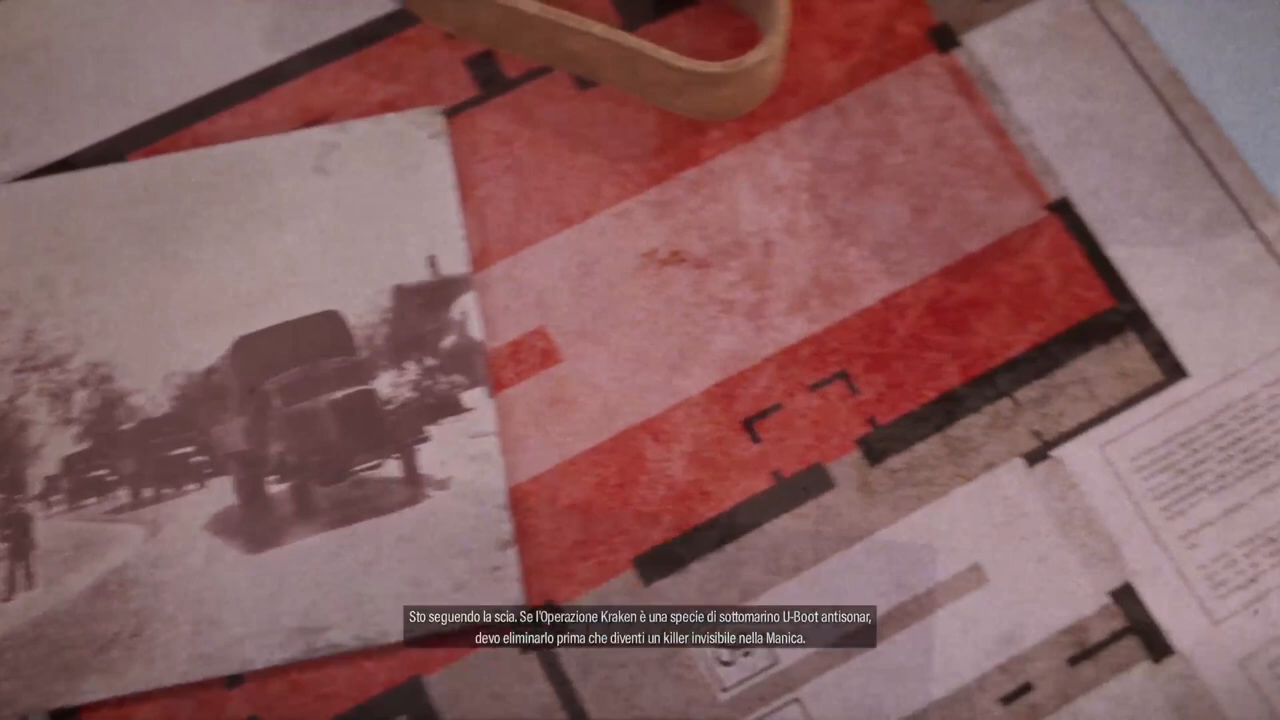 Sto seguendo la scia. Se l'Operazione Kraken è una specie di sottomarino U-Boot antisonar,
devo eliminarlo prima che diventi un killer invisibile nella Manica.